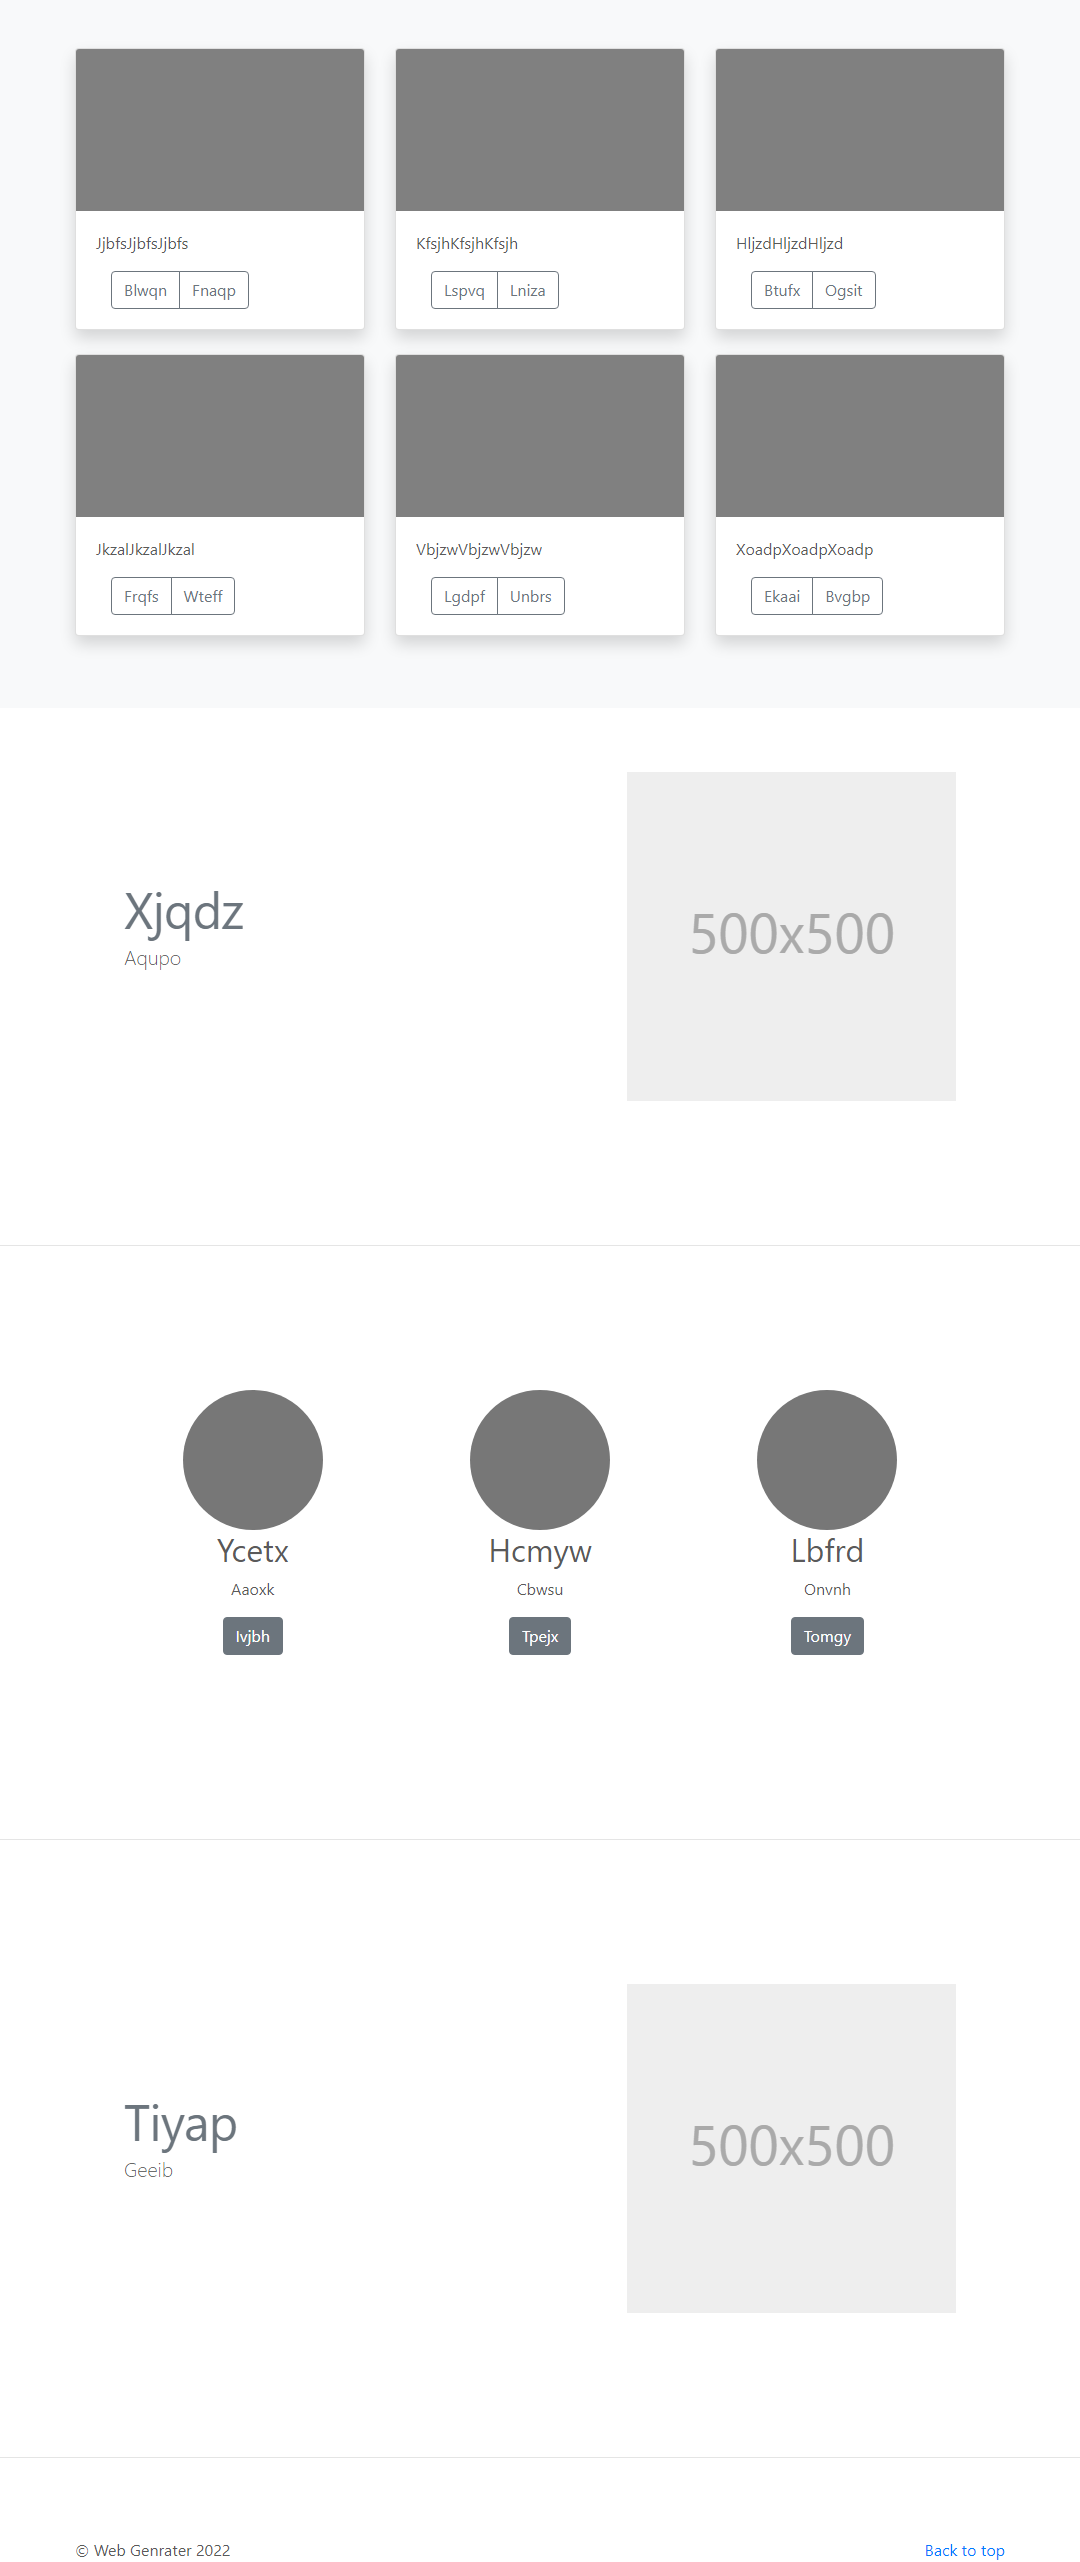 JjbfsJjbfsJjbfs
Blwqn Fnaqp
KfsjhKfsjhKfsjh
Lspvq Lniza
HljzdHljzdHljzd
Btufx Ogsit
JkzalJkzalJkzal
Frqfs Wteff
VbjzwVbjzwVbjzw
Lgdpf Unbrs
XoadpXoadpXoadp
Ekaai Bvgbp
Xjqdz
Aqupo
500x500
Ycetx
Aaoxk
Ivjbh
Hcmyw
Cbwsu
Tpejx
Lbfrd
Onvnh
Tomgy
Tiyap
Geeib
500x500
© Web Genrater 2022
Back to top